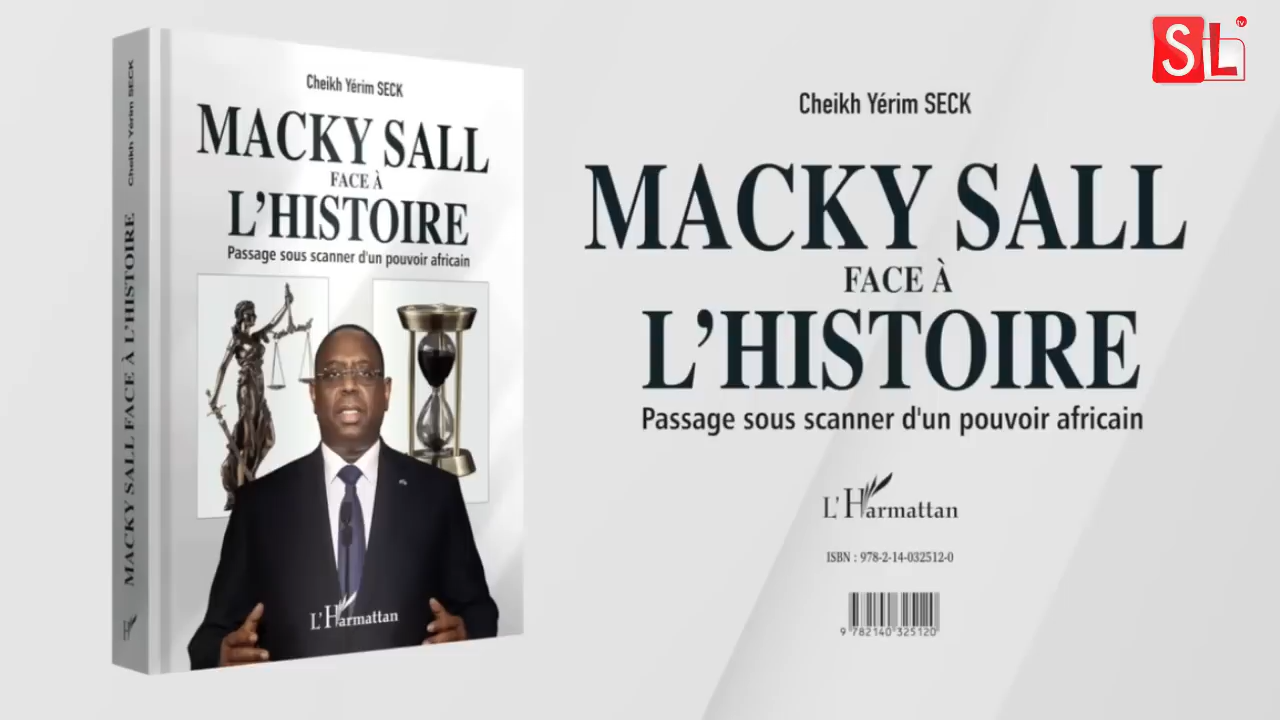 Cheikh Yérim SECK
MACKY SALL
FACE À
L'HISTOIRE
Passage sous scanner d'un pouvoir africain
L'Harmattan
MACKY SALL FACE À L'HISTOIRE
Cheikh Yérim SECK
H
SL tv
Cheikh Yérim SECK
MACKY SALL
FACE À
L'HISTOIRE
Passage sous scanner d'un pouvoir africain
L'Harmattan
ISBN : 978-2-14-032512-0
9 782140 325120